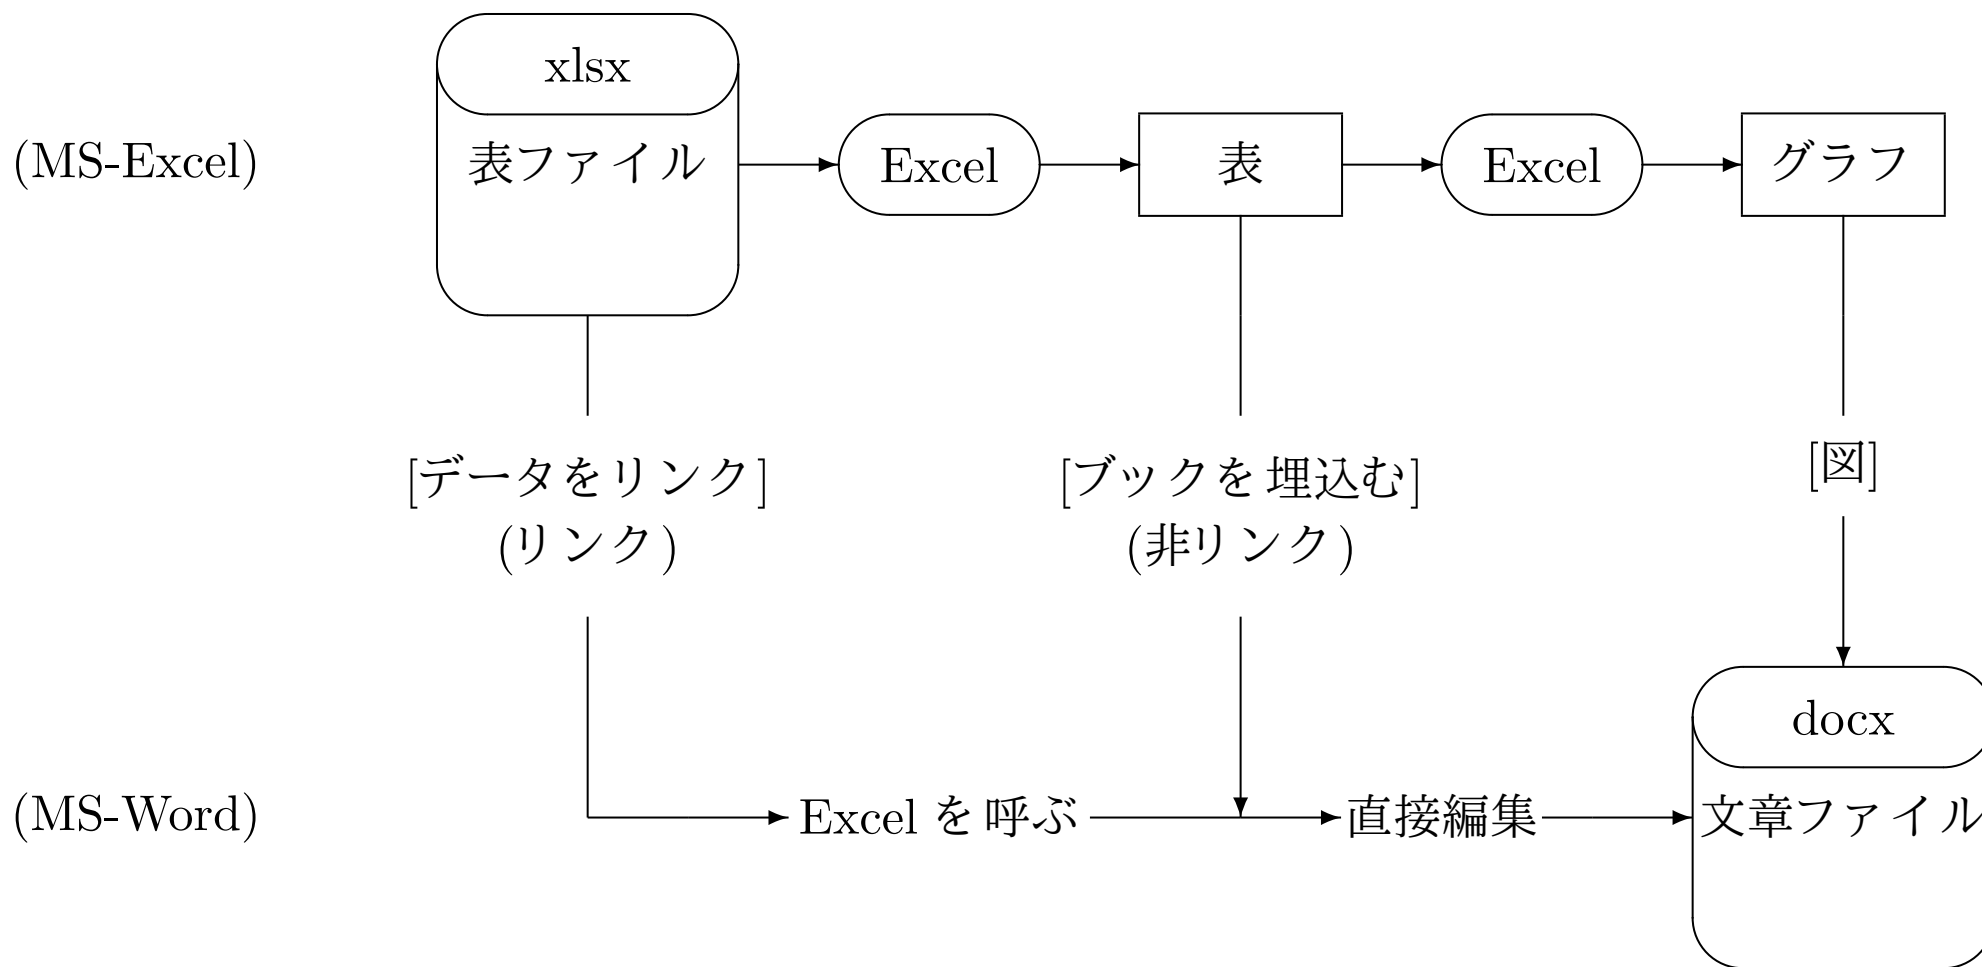 xlsx
(MS-Excel)
表ファイル
Excel
表
Excel
グラフ
[データをリンク]
(リンク)
[ブックを埋込む]
(非リンク)
[図]
docx
(MS-Word)
Excel を呼ぶ
直接編集
文章ファイル